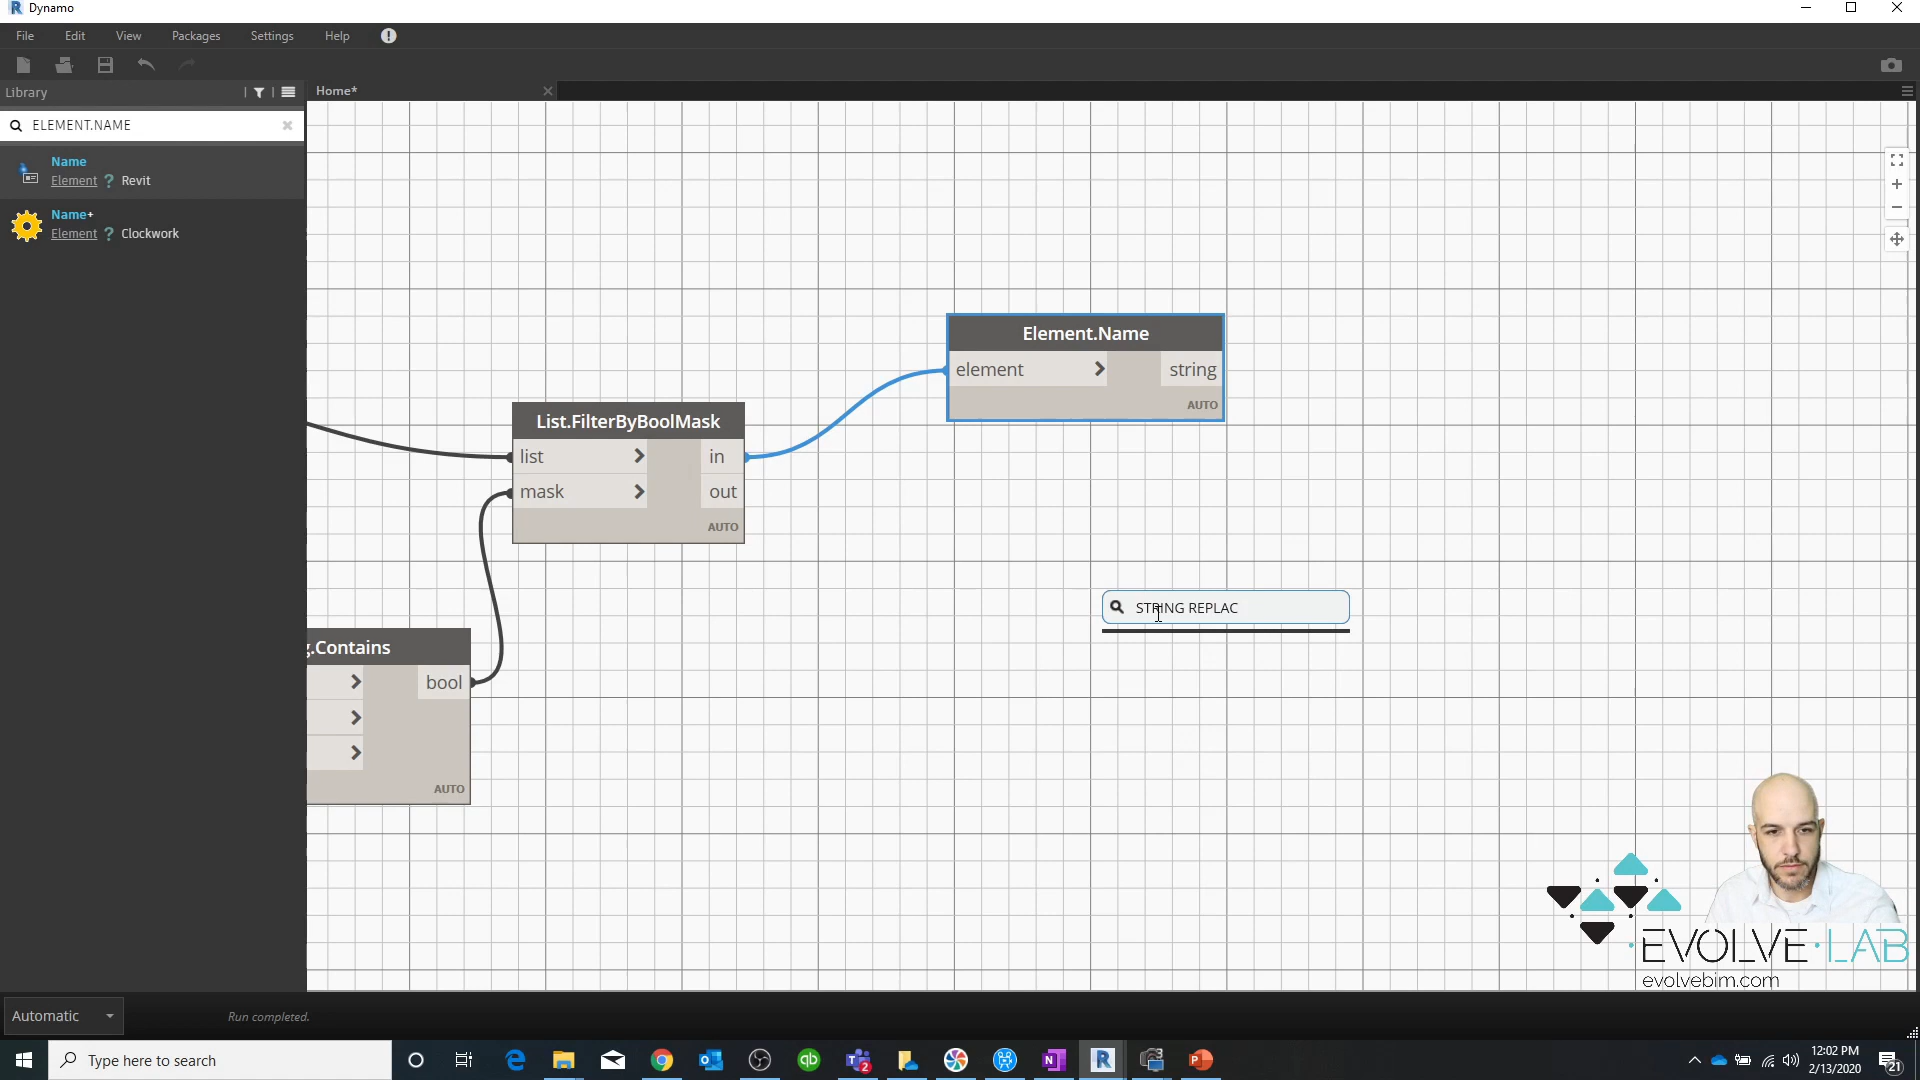 Dynamo
File Edit View Packages Settings Help
Library
Home*
ELEMENT.NAME
Name
Element ? Revit
Name+
Element ? Clockwork
Element.Name
element > string
AUTO
List.FilterByBoolMask
list > in
mask > out
AUTO
STRING REPLAC
g.Contains
> bool
>
>
AUTO
EVOLVE LAB
evolvebim.com
Automatic
Run completed.
Type here to search
12:02 PM
2/13/2020
2
21